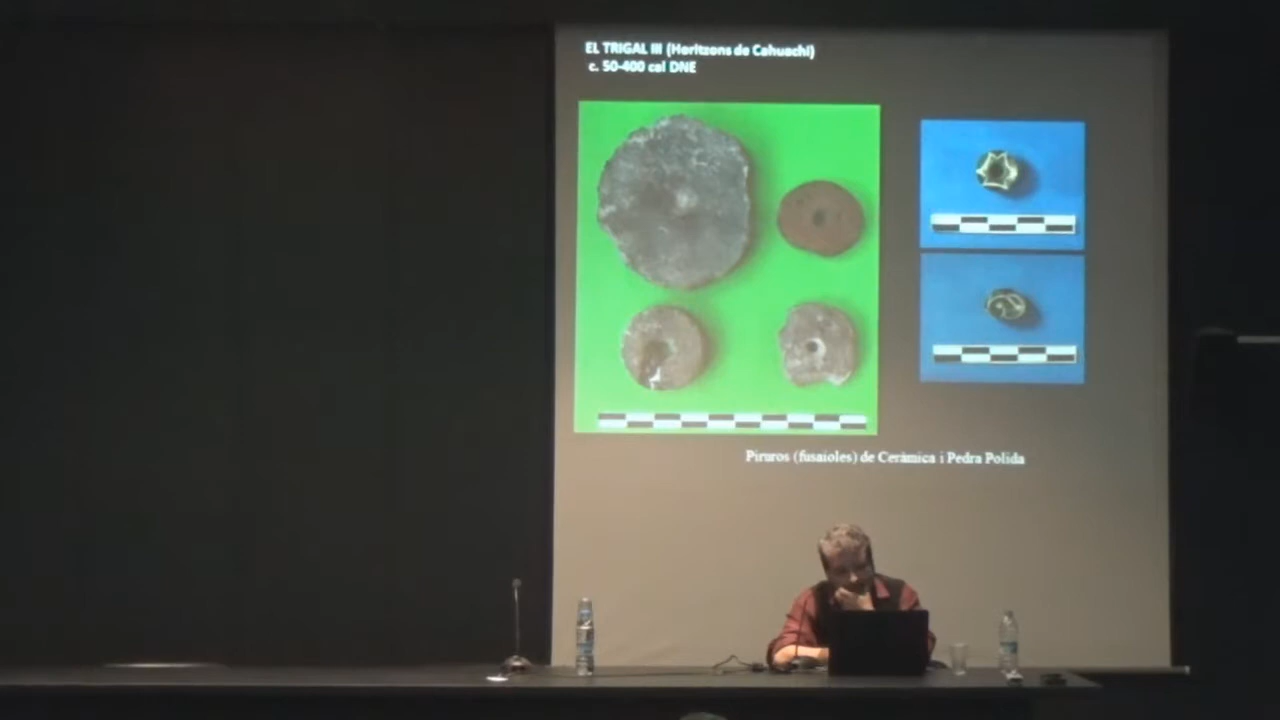 EL TRIGAL III (Horitzons de Cahuachi)
c. 50-400 cal DNE
Piruros (fusaioles) de Ceràmica i Pedra Polida